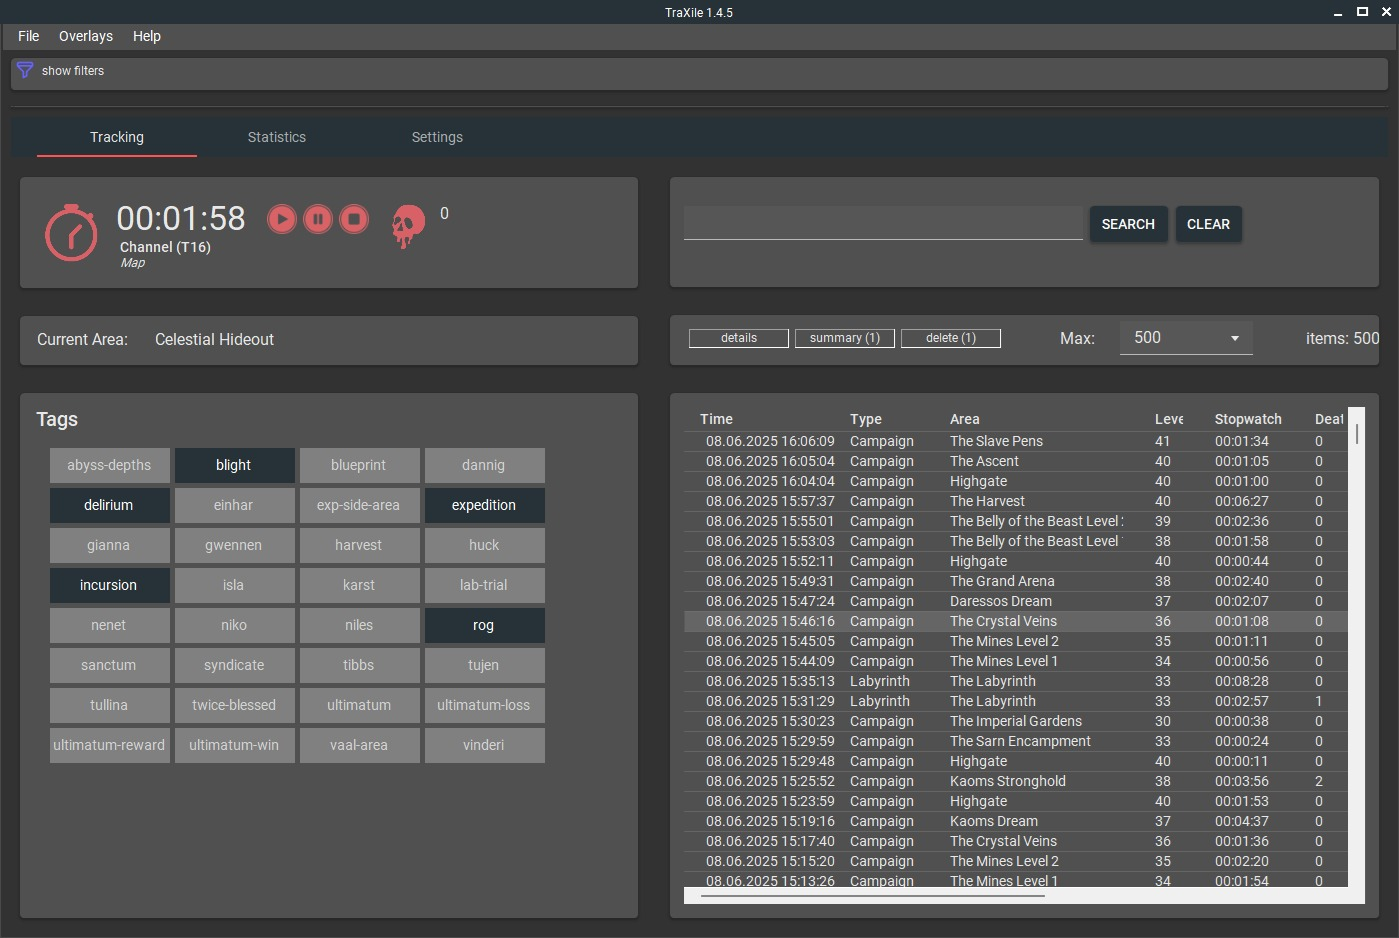 TraXile 1.4.5
File Overlays Help
show filters
Tracking Statistics Settings
00:01:58
0
Channel (T16)
Map
SEARCH CLEAR
Current Area: Celestial Hideout
details summary (1) delete (1) Max: 500 items: 500
Tags
abyss-depths blight blueprint dannig
delirium einhar exp-side-area expedition
gianna gwennen harvest huck
incursion isla karst lab-trial
nenet niko niles rog
sanctum syndicate tibbs tujen
tullina twice-blessed ultimatum ultimatum-loss
ultimatum-reward ultimatum-win vaal-area vinderi
Time Type Area Leve Stopwatch Deat
08.06.2025 16:06:09 Campaign The Slave Pens 41 00:01:34 0
08.06.2025 16:05:04 Campaign The Ascent 40 00:01:05 0
08.06.2025 16:04:04 Campaign Highgate 40 00:01:00 0
08.06.2025 15:57:37 Campaign The Harvest 40 00:06:27 0
08.06.2025 15:55:01 Campaign The Belly of the Beast Level 39 00:02:36 0
08.06.2025 15:53:03 Campaign The Belly of the Beast Level 38 00:01:58 0
08.06.2025 15:52:11 Campaign Highgate 40 00:00:44 0
08.06.2025 15:49:31 Campaign The Grand Arena 38 00:02:40 0
08.06.2025 15:47:24 Campaign Daressos Dream 37 00:02:07 0
08.06.2025 15:46:16 Campaign The Crystal Veins 36 00:01:08 0
08.06.2025 15:45:05 Campaign The Mines Level 2 35 00:01:11 0
08.06.2025 15:44:09 Campaign The Mines Level 1 34 00:00:56 0
08.06.2025 15:35:13 Labyrinth The Labyrinth 33 00:08:28 0
08.06.2025 15:31:29 Labyrinth The Labyrinth 33 00:02:57 1
08.06.2025 15:30:23 Campaign The Imperial Gardens 30 00:00:38 0
08.06.2025 15:29:59 Campaign The Sarn Encampment 33 00:00:24 0
08.06.2025 15:29:48 Campaign Highgate 40 00:00:11 0
08.06.2025 15:25:52 Campaign Kaoms Stronghold 38 00:03:56 2
08.06.2025 15:23:59 Campaign Highgate 40 00:01:53 0
08.06.2025 15:19:16 Campaign Kaoms Dream 37 00:04:37 0
08.06.2025 15:17:40 Campaign The Crystal Veins 36 00:01:36 0
08.06.2025 15:15:20 Campaign The Mines Level 2 35 00:02:20 0
08.06.2025 15:13:26 Campaign The Mines Level 1 34 00:01:54 0